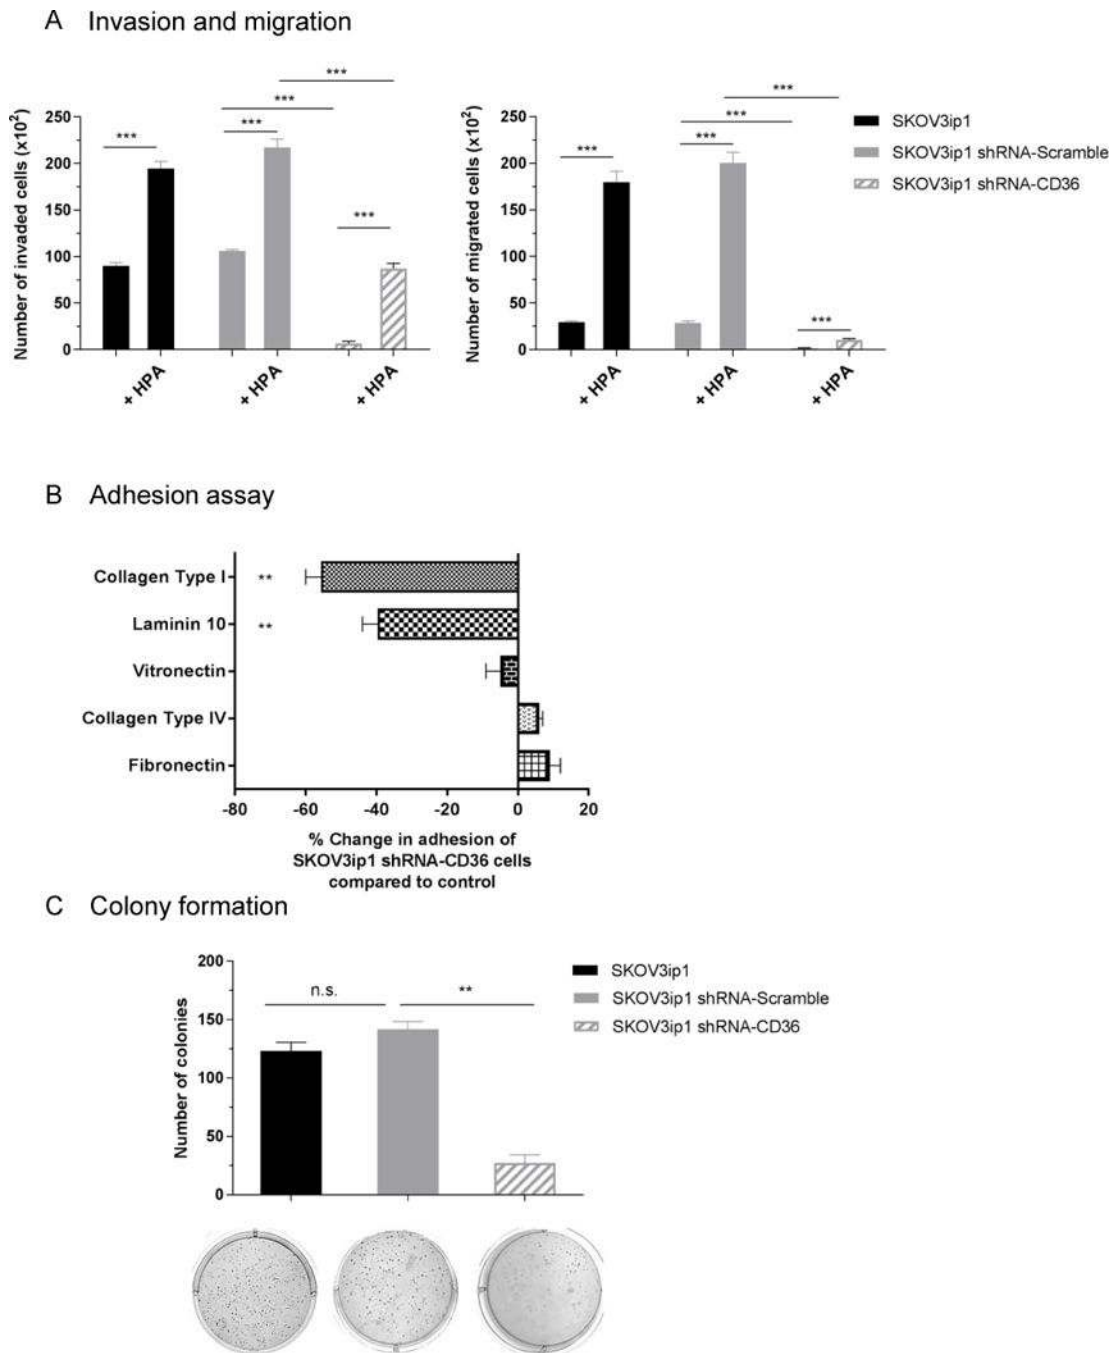 A Invasion and migration
***
***
***
***
***
Number of invaded cells (x10²)
250
200
150
100
50
0
+ HPA
+ HPA
+ HPA
***
***
***
***
***
Number of migrated cells (x10²)
250
200
150
100
50
0
+ HPA
+ HPA
+ HPA
SKOV3ip1
SKOV3ip1 shRNA-Scramble
SKOV3ip1 shRNA-CD36
B Adhesion assay
Collagen Type I **
Laminin 10 **
Vitronectin
Collagen Type IV
Fibronectin
-80 -60 -40 -20 0 20
% Change in adhesion of
SKOV3ip1 shRNA-CD36 cells
compared to control
C Colony formation
Number of colonies
200
150
100
50
0
n.s.
**
SKOV3ip1
SKOV3ip1 shRNA-Scramble
SKOV3ip1 shRNA-CD36